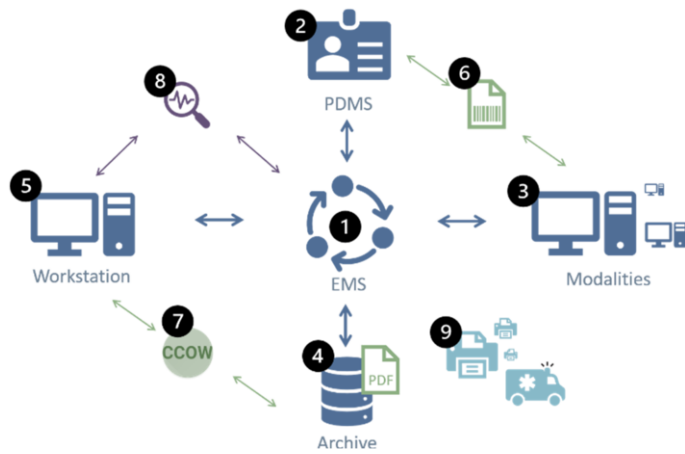 2
PDMS
6
8
5
Workstation
1
EMS
3
Modalities
7
CCOW
4
PDF
Archive
9